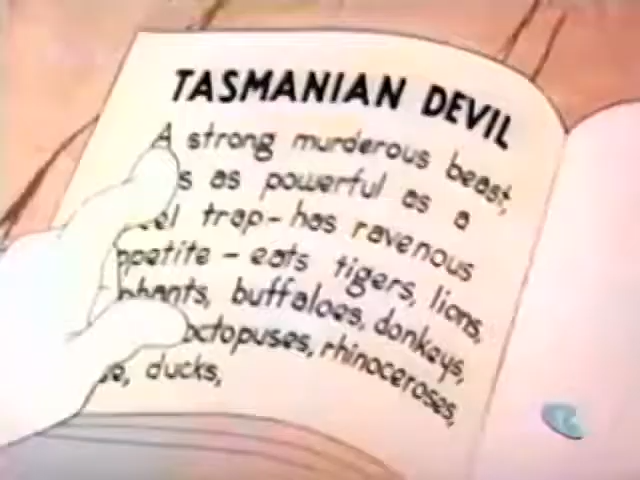 TASMANIAN DEVIL
A strong murderous beast,
as powerful as a
trap-has ravenous
- eats tigers, lions,
buffaloes, donkeys,
octopuses, rhinoceroses,
ducks,